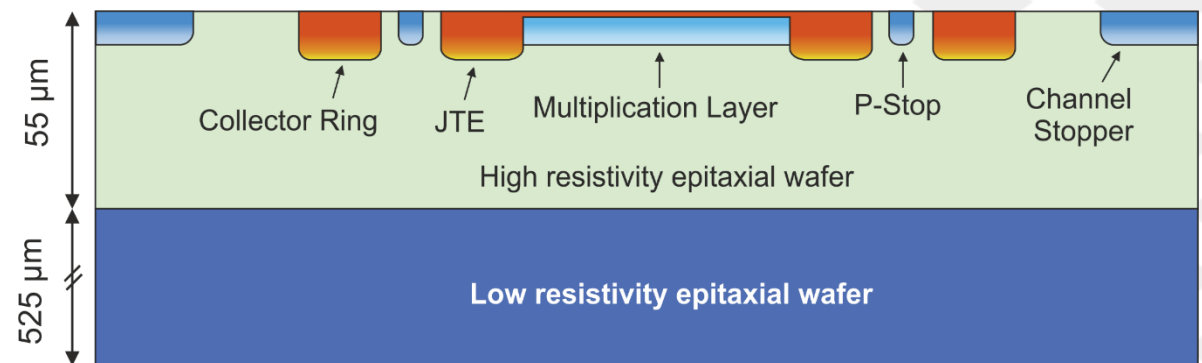 55 µm
Collector Ring
JTE
Multiplication Layer
P-Stop
Channel
Stopper
High resistivity epitaxial wafer
525 µm
Low resistivity epitaxial wafer